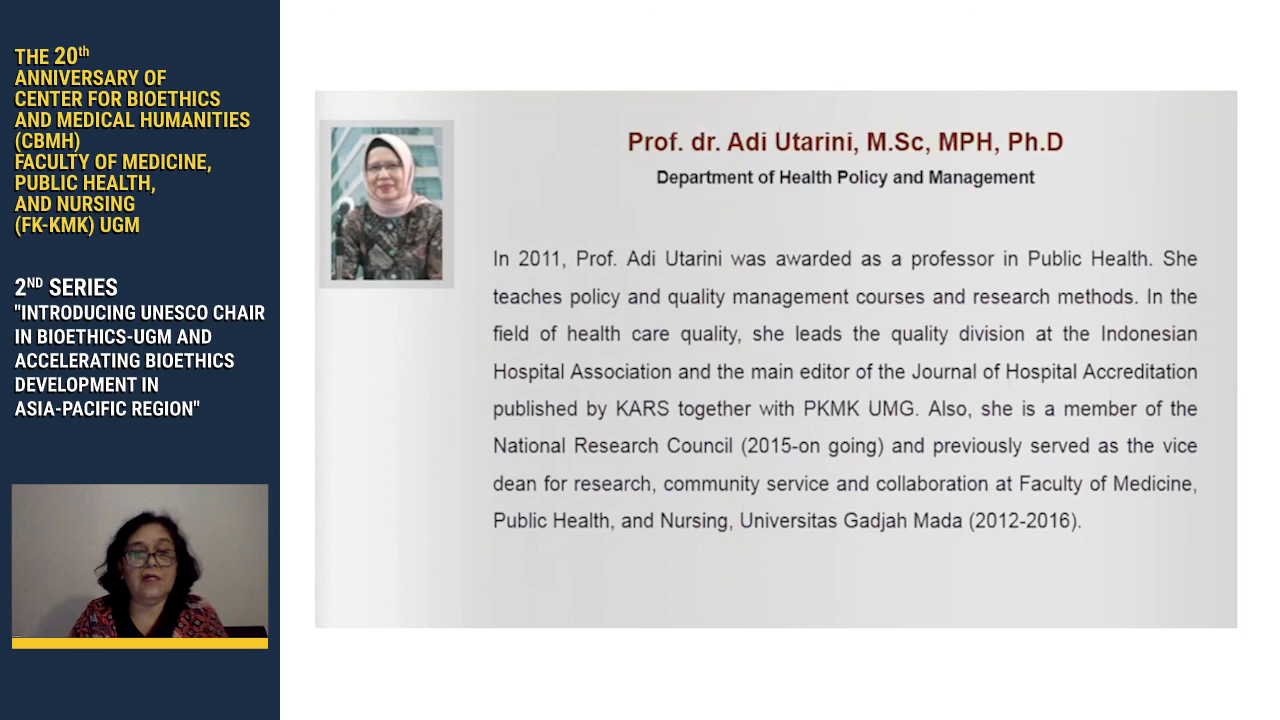 THE 20th
ANNIVERSARY OF
CENTER FOR BIOETHICS
AND MEDICAL HUMANITIES
(CBMH)
FACULTY OF MEDICINE,
PUBLIC HEALTH,
AND NURSING
(FK-KMK) UGM
2ND SERIES
"INTRODUCING UNESCO CHAIR
IN BIOETHICS-UGM AND
ACCELERATING BIOETHICS
DEVELOPMENT IN
ASIA-PACIFIC REGION"
Prof. dr. Adi Utarini, M.Sc, MPH, Ph.D
Department of Health Policy and Management
In 2011, Prof. Adi Utarini was awarded as a professor in Public Health. She
teaches policy and quality management courses and research methods. In the
field of health care quality, she leads the quality division at the Indonesian
Hospital Association and the main editor of the Journal of Hospital Accreditation
published by KARS together with PKMK UMG. Also, she is a member of the
National Research Council (2015-on going) and previously served as the vice
dean for research, community service and collaboration at Faculty of Medicine,
Public Health, and Nursing, Universitas Gadjah Mada (2012-2016).